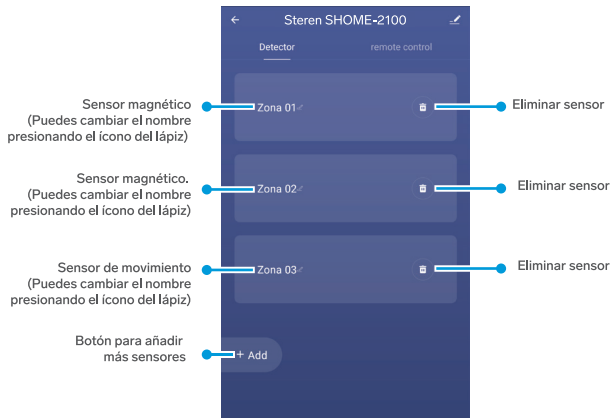 Steren SHOME-2100
Detector
remote control
Sensor magnético
(Puedes cambiar el nombre
presionando el ícono del lápiz)
Zona 01
Eliminar sensor
Sensor magnético.
(Puedes cambiar el nombre
presionando el ícono del lápiz)
Zona 02
Eliminar sensor
Sensor de movimiento
(Puedes cambiar el nombre
presionando el ícono del lápiz)
Zona 03
Eliminar sensor
Botón para añadir
más sensores
+ Add